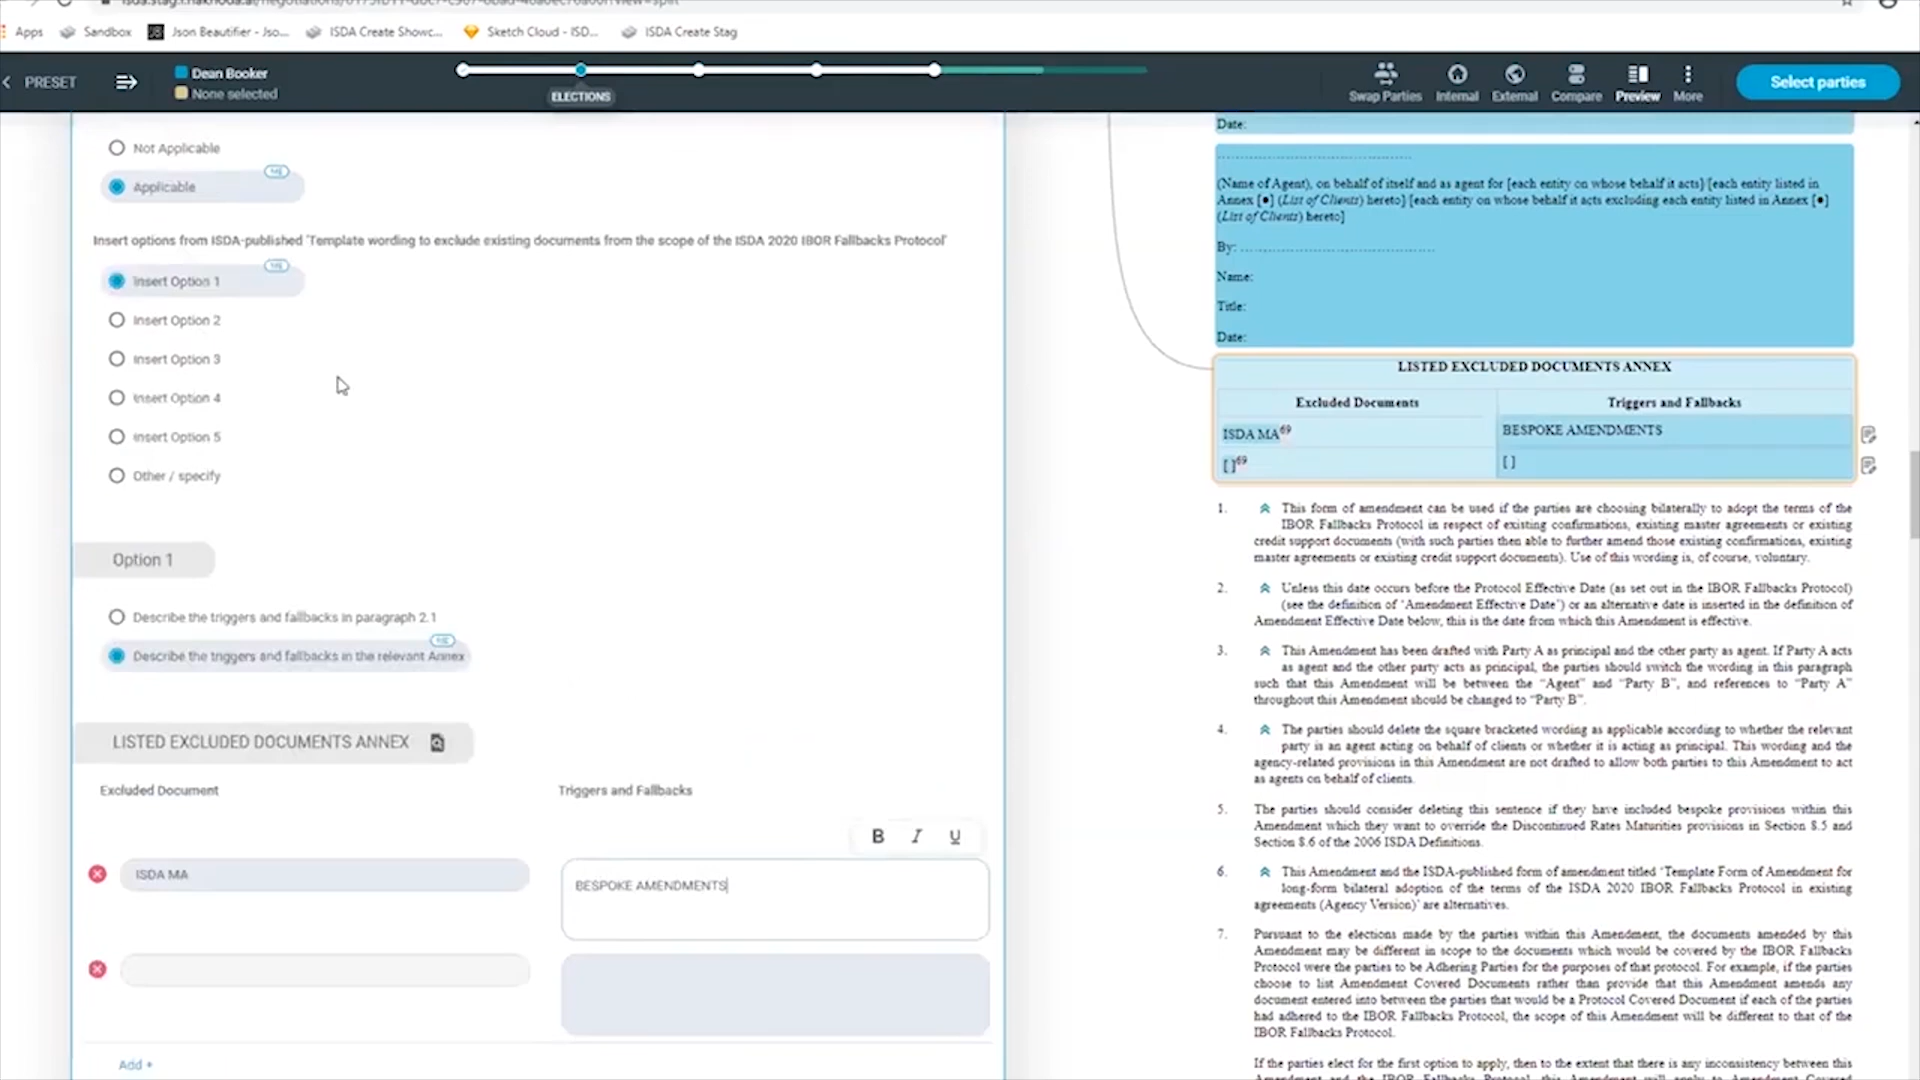 Apps
Sandbox
Json Beautifier - Jso...
ISDA Create Showc...
Sketch Cloud - ISD...
ISDA Create Stag
PRESET
Dean Booker
None selected
ELECTIONS
Swap Parties
Internal
External
Compare
Preview
More
Select parties
Not Applicable
Applicable
Insert options from ISDA-published 'Template wording to exclude existing documents from the scope of the ISDA 2020 IBOR Fallbacks Protocol'
Insert Option 1
Insert Option 2
Insert Option 3
Insert Option 4
Insert Option 5
Other / specify
Option 1
Describe the triggers and fallbacks in paragraph 2.1
Describe the triggers and fallbacks in the relevant Annex
LISTED EXCLUDED DOCUMENTS ANNEX
Excluded Document
Triggers and Fallbacks
B I U
ISDA MA
BESPOKE AMENDMENTS
Add +
Date:
(Name of Agent), on behalf of itself and as agent for [each entity on whose behalf it acts] [each entity listed in
Annex [●] (List of Clients) hereto] [each entity on whose behalf it acts excluding each entity listed in Annex [●]
(List of Clients) hereto]
By: ................................................
Name:
Title:
Date:
LISTED EXCLUDED DOCUMENTS ANNEX
Excluded Documents
Triggers and Fallbacks
ISDA MA69
BESPOKE AMENDMENTS
[ ]69
[ ]
1. This form of amendment can be used if the parties are choosing bilaterally to adopt the terms of the
IBOR Fallbacks Protocol in respect of existing confirmations, existing master agreements or existing
credit support documents (with such parties then able to further amend those existing confirmations, existing
master agreements or existing credit support documents). Use of this wording is, of course, voluntary.
2. Unless this date occurs before the Protocol Effective Date (as set out in the IBOR Fallbacks Protocol)
(see the definition of 'Amendment Effective Date') or an alternative date is inserted in the definition of
Amendment Effective Date below, this is the date from which this Amendment is effective.
3. This Amendment has been drafted with Party A as principal and the other party as agent. If Party A acts
as agent and the other party acts as principal, the parties should switch the wording in this paragraph
such that this Amendment will be between the "Agent" and "Party B", and references to "Party A"
throughout this Amendment should be changed to "Party B".
4. The parties should delete the square bracketed wording as applicable according to whether the relevant
party is an agent acting on behalf of clients or whether it is acting as principal. This wording and the
agency-related provisions in this Amendment are not drafted to allow both parties to this Amendment to act
as agents on behalf of clients.
5. The parties should consider deleting this sentence if they have included bespoke provisions within this
Amendment which they want to override the Discontinued Rates Maturities provisions in Section 8.5 and
Section 8.6 of the 2006 ISDA Definitions.
6. This Amendment and the ISDA-published form of amendment titled 'Template Form of Amendment for
long-form bilateral adoption of the terms of the ISDA 2020 IBOR Fallbacks Protocol in existing
agreements (Agency Version)' are alternatives.
7. Pursuant to the elections made by the parties within this Amendment, the documents amended by this
Amendment may be different in scope to the documents which would be covered by the IBOR Fallbacks
Protocol were the parties to be Adhering Parties for the purposes of that protocol. For example, if the parties
choose to list Amendment Covered Documents rather than provide that this Amendment amends any
document entered into between the parties that would be a Protocol Covered Document if each of the parties
had adhered to the IBOR Fallbacks Protocol, the scope of this Amendment will be different to that of the
IBOR Fallbacks Protocol.
If the parties elect for the first option to apply, then to the extent that there is any inconsistency between this